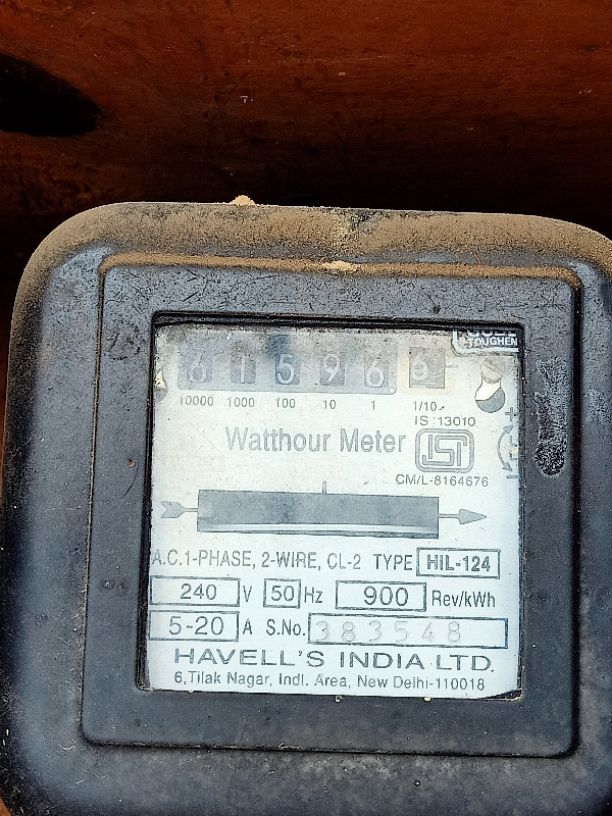 TOUGHEN
6 1 5 9 6
10000 1000 100 10 1 1/10
IS:13010
Watthour Meter
ISI
CM/L-8164676
A.C.1-PHASE, 2-WIRE, CL-2 TYPE HIL-124
240 V 50 Hz 900 Rev/kWh
5-20 A S.No. 383548
HAVELL'S INDIA LTD.
6,Tilak Nagar, Indl. Area, New Delhi-110018